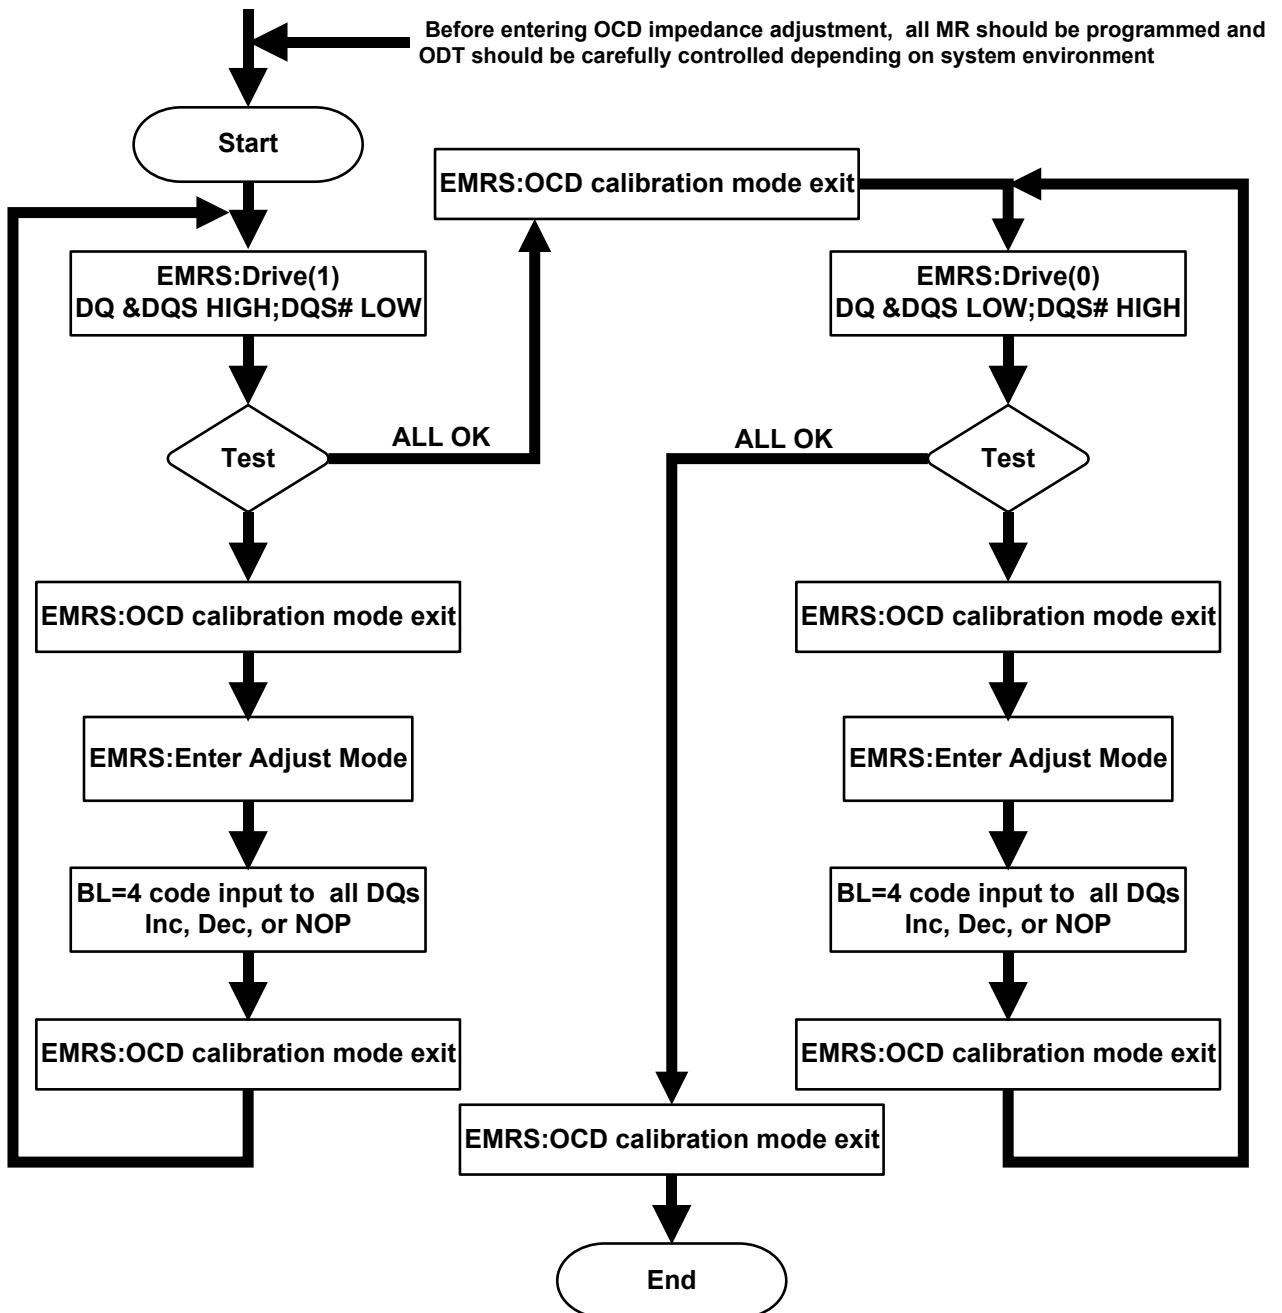 Before entering OCD impedance adjustment, all MR should be programmed and
ODT should be carefully controlled depending on system environment
Start
EMRS:OCD calibration mode exit
EMRS:Drive(1)
DQ &DQS HIGH;DQS# LOW
EMRS:Drive(0)
DQ &DQS LOW;DQS# HIGH
ALL OK
Test
ALL OK
Test
EMRS:OCD calibration mode exit
EMRS:OCD calibration mode exit
EMRS:Enter Adjust Mode
EMRS:Enter Adjust Mode
BL=4 code input to all DQs
Inc, Dec, or NOP
BL=4 code input to all DQs
Inc, Dec, or NOP
EMRS:OCD calibration mode exit
EMRS:OCD calibration mode exit
EMRS:OCD calibration mode exit
End